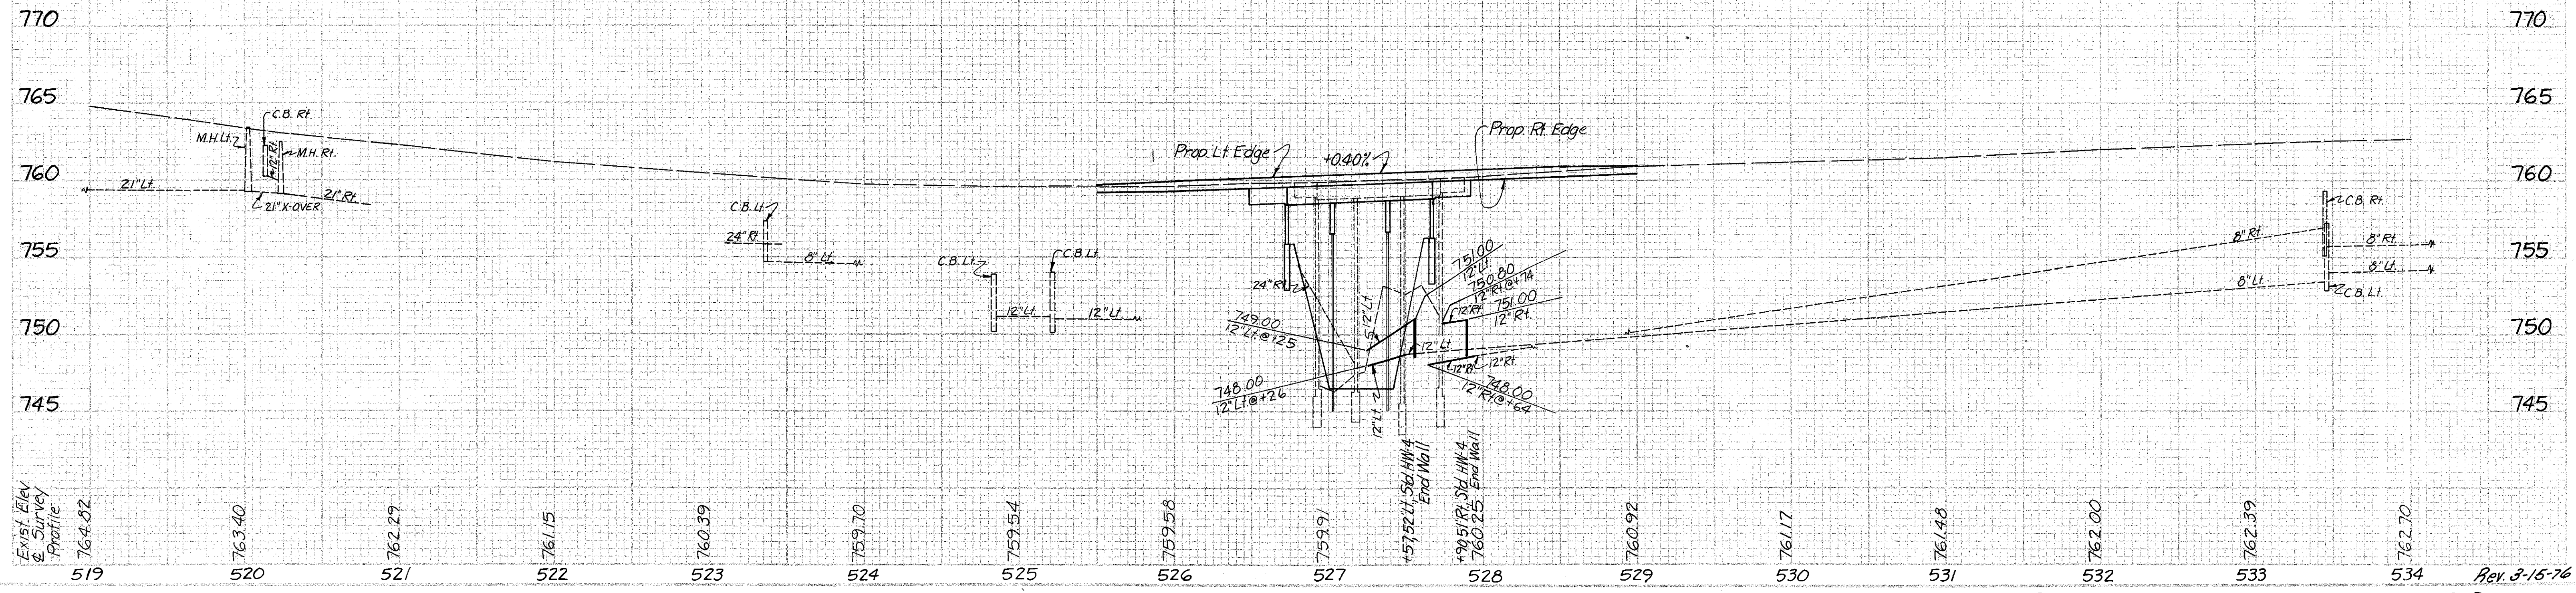 770
770
765
765
760
760
755
755
750
750
745
745
M.H.Lt.
C.B. Rt.
12" Rt.
M.H. Rt.
21" Lt.
21" X-OVER
21" Rt.
C.B. Lt.
24" Rt.
8" Lt.
C.B. Lt.
C.B. Lt.
12" Lt.
12" Lt.
Prop. Lt. Edge
+0.40%
Prop. Rt. Edge
24" Rt.
12" Lt.
751.00
12" Lt.
750.80
12" Rt.@+74
12" Rt.
751.00
12" Rt.
749.00
12" Lt.@+25
12" Lt.
748.00
12" Lt.@+26
12" Lt.
12" Rt.
12" Rt.
748.00
12" Rt.@+64
8" Rt.
8" Lt.
C.B. Rt.
8" Rt.
8" Lt.
C.B. Lt.
Exist. Elev.
℄ Survey
Profile
764.82
763.40
762.29
761.15
760.39
759.70
759.54
759.58
759.91
+57,52'Lt., Std. HW-4
End Wall
+90,51'Rt., Std. HW-4
End Wall
760.25
760.92
761.17
761.48
762.00
762.39
762.70
519 520 521 522 523 524 525 526 527 528 529 530 531 532 533 534
Rev. 3-15-76